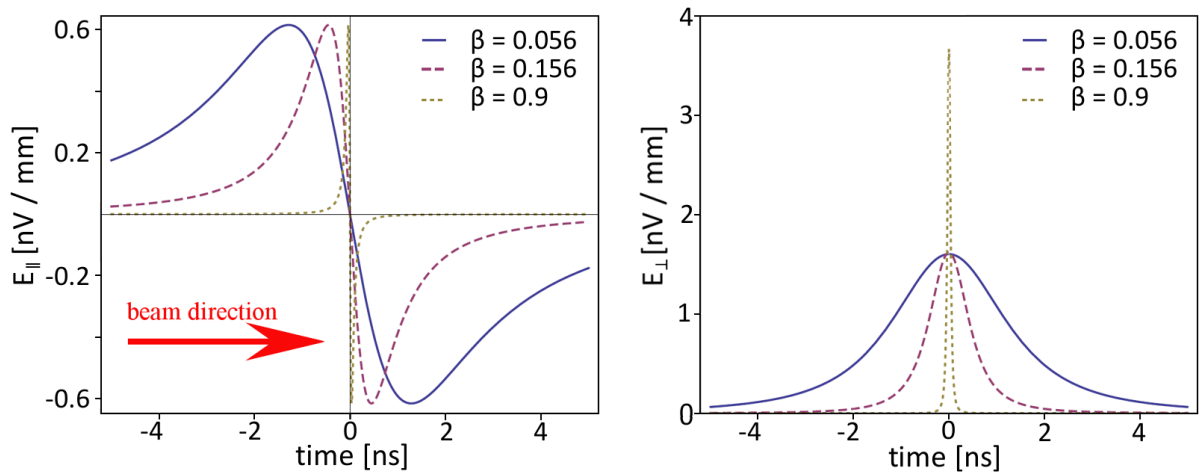 0.6
0.2
-0.2
-0.6
E∥ [nV / mm]
β = 0.056
β = 0.156
β = 0.9
beam direction
-4
-2
0
2
4
time [ns]
4
3
2
1
0
E⊥ [nV / mm]
β = 0.056
β = 0.156
β = 0.9
-4
-2
0
2
4
time [ns]